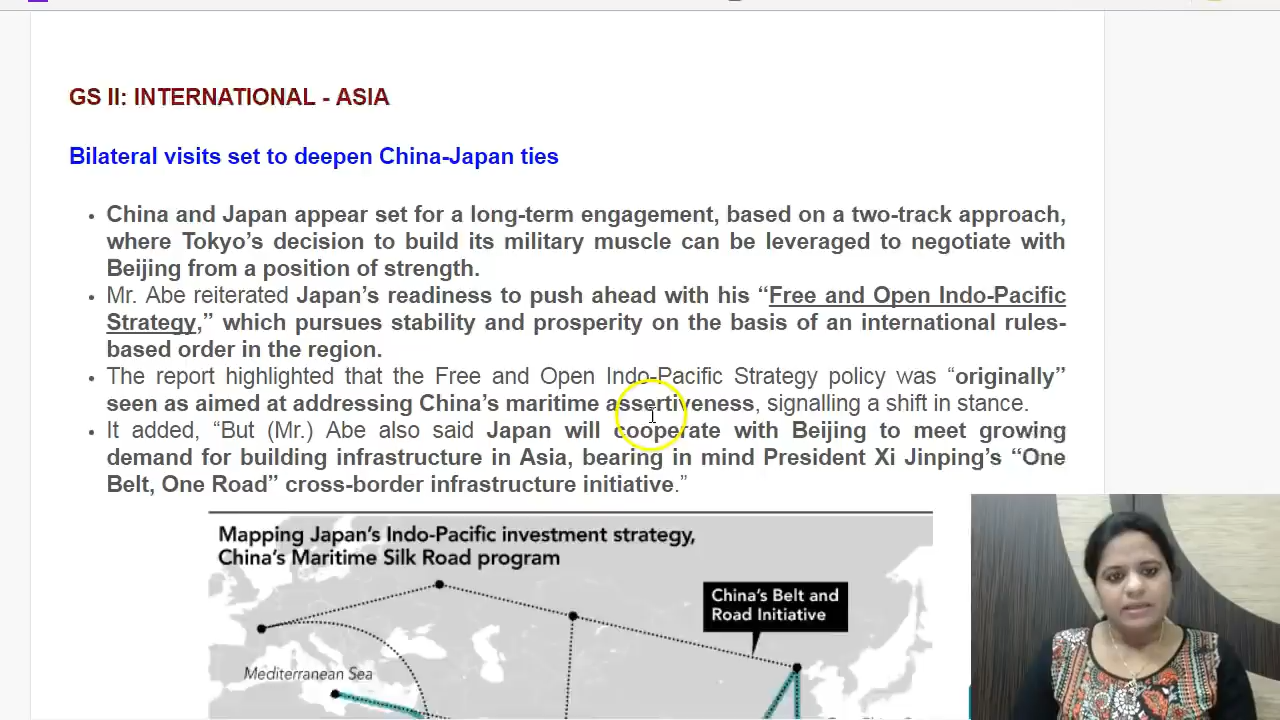 GS II: INTERNATIONAL - ASIA
Bilateral visits set to deepen China-Japan ties
• China and Japan appear set for a long-term engagement, based on a two-track approach,
where Tokyo’s decision to build its military muscle can be leveraged to negotiate with
Beijing from a position of strength.
• Mr. Abe reiterated Japan’s readiness to push ahead with his “Free and Open Indo-Pacific
Strategy,” which pursues stability and prosperity on the basis of an international rules-
based order in the region.
• The report highlighted that the Free and Open Indo-Pacific Strategy policy was “originally”
seen as aimed at addressing China’s maritime assertiveness, signalling a shift in stance.
• It added, “But (Mr.) Abe also said Japan will cooperate with Beijing to meet growing
demand for building infrastructure in Asia, bearing in mind President Xi Jinping’s “One
Belt, One Road” cross-border infrastructure initiative.”
Mapping Japan's Indo-Pacific investment strategy,
China's Maritime Silk Road program
China's Belt and
Road Initiative
Mediterranean Sea